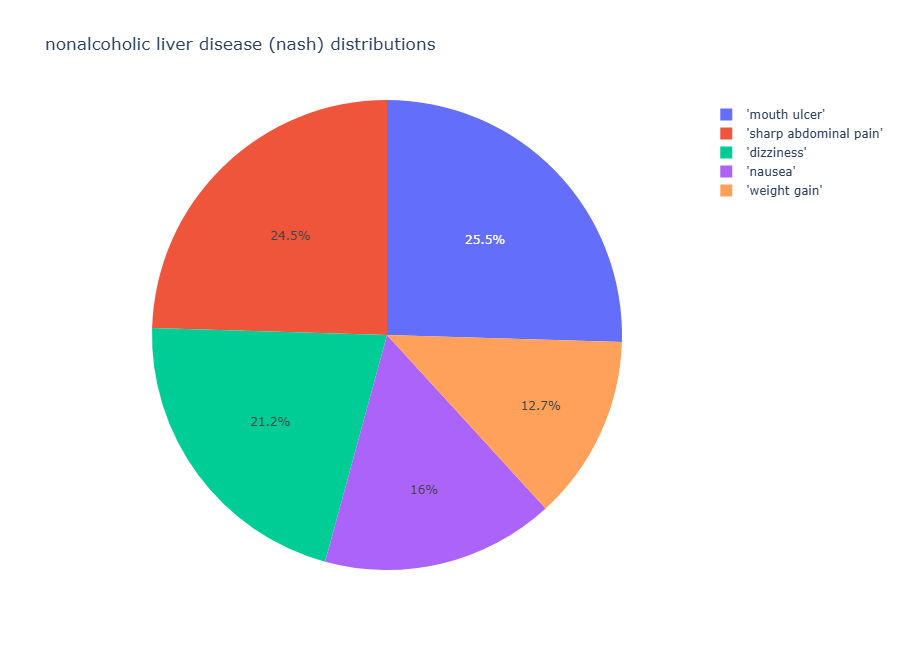 nonalcoholic liver disease (nash) distributions
'mouth ulcer'
'sharp abdominal pain'
'dizziness'
'nausea'
'weight gain'
24.5%
25.5%
12.7%
21.2%
16%